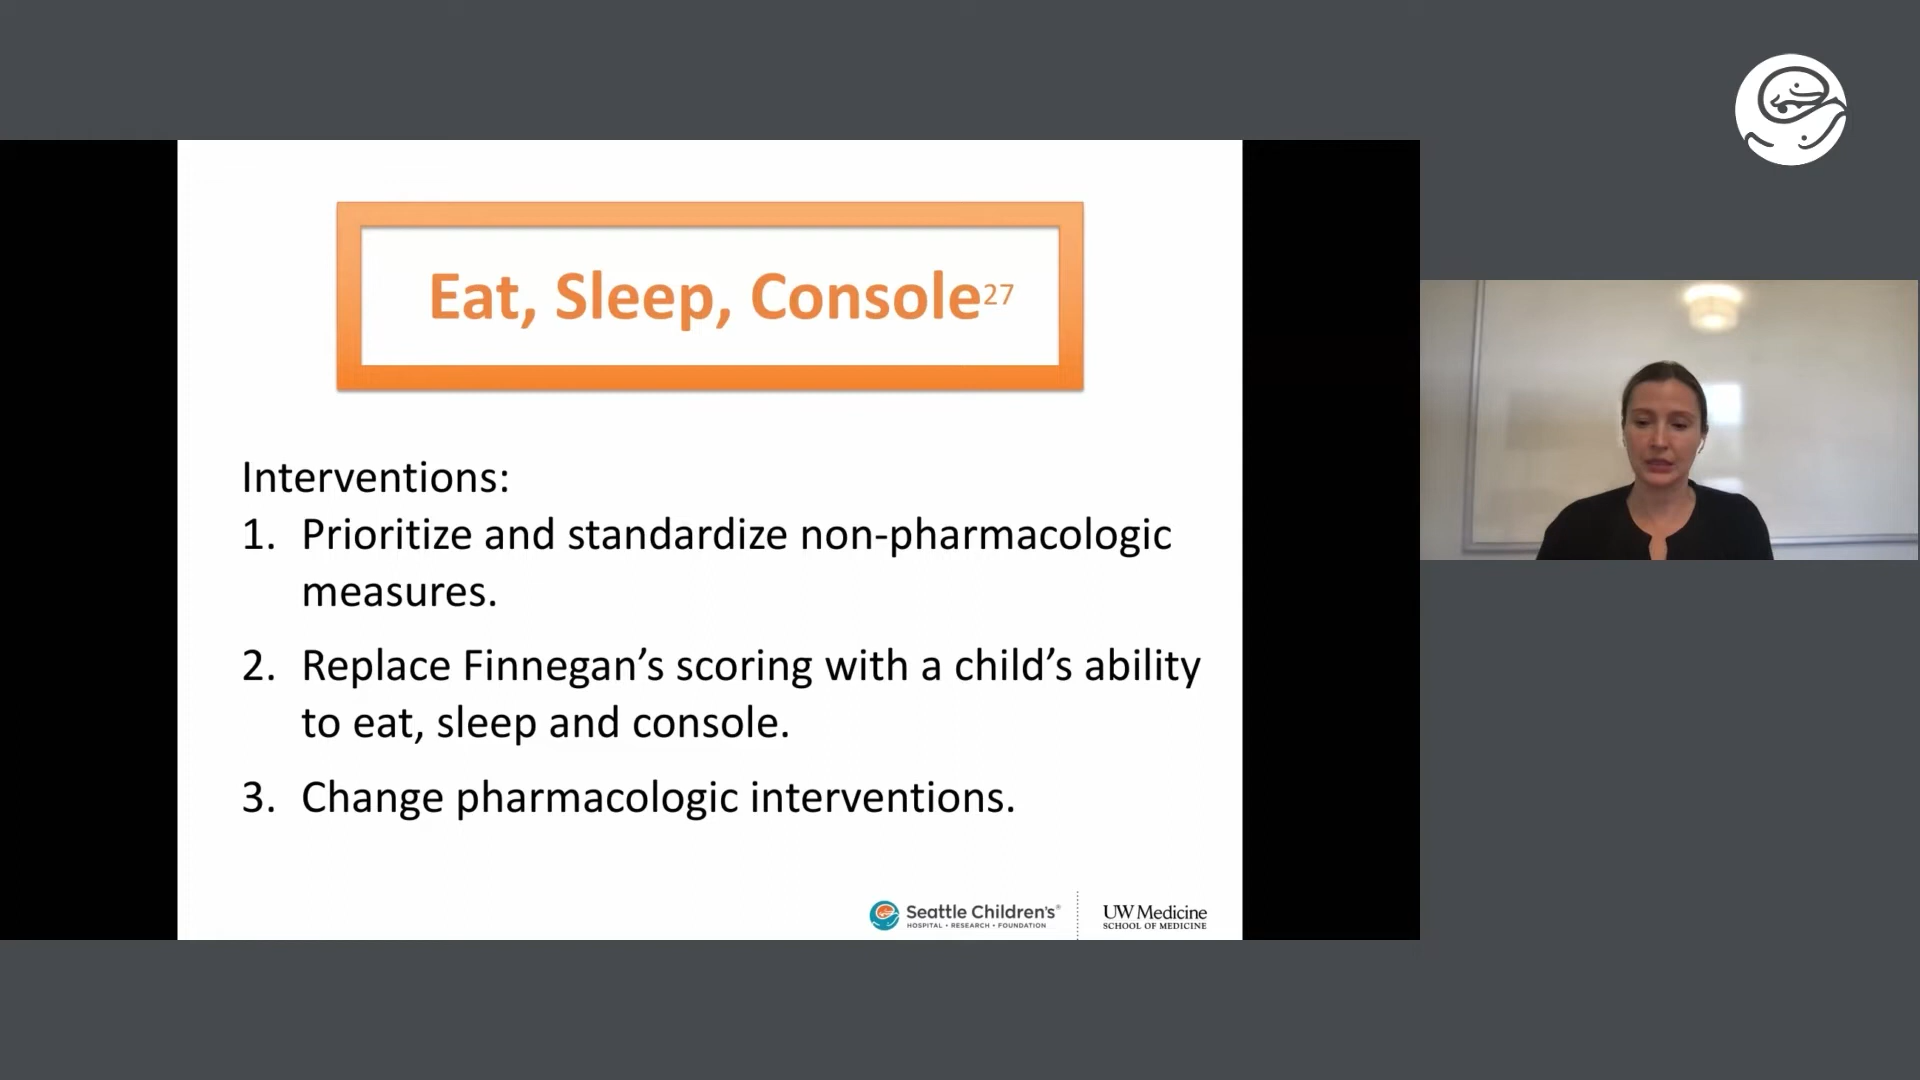 Eat, Sleep, Console27
Interventions:
1. Prioritize and standardize non-pharmacologic
measures.
2. Replace Finnegan’s scoring with a child’s ability
to eat, sleep and console.
3. Change pharmacologic interventions.
Seattle Children's®
HOSPITAL • RESEARCH • FOUNDATION
UW Medicine
SCHOOL OF MEDICINE